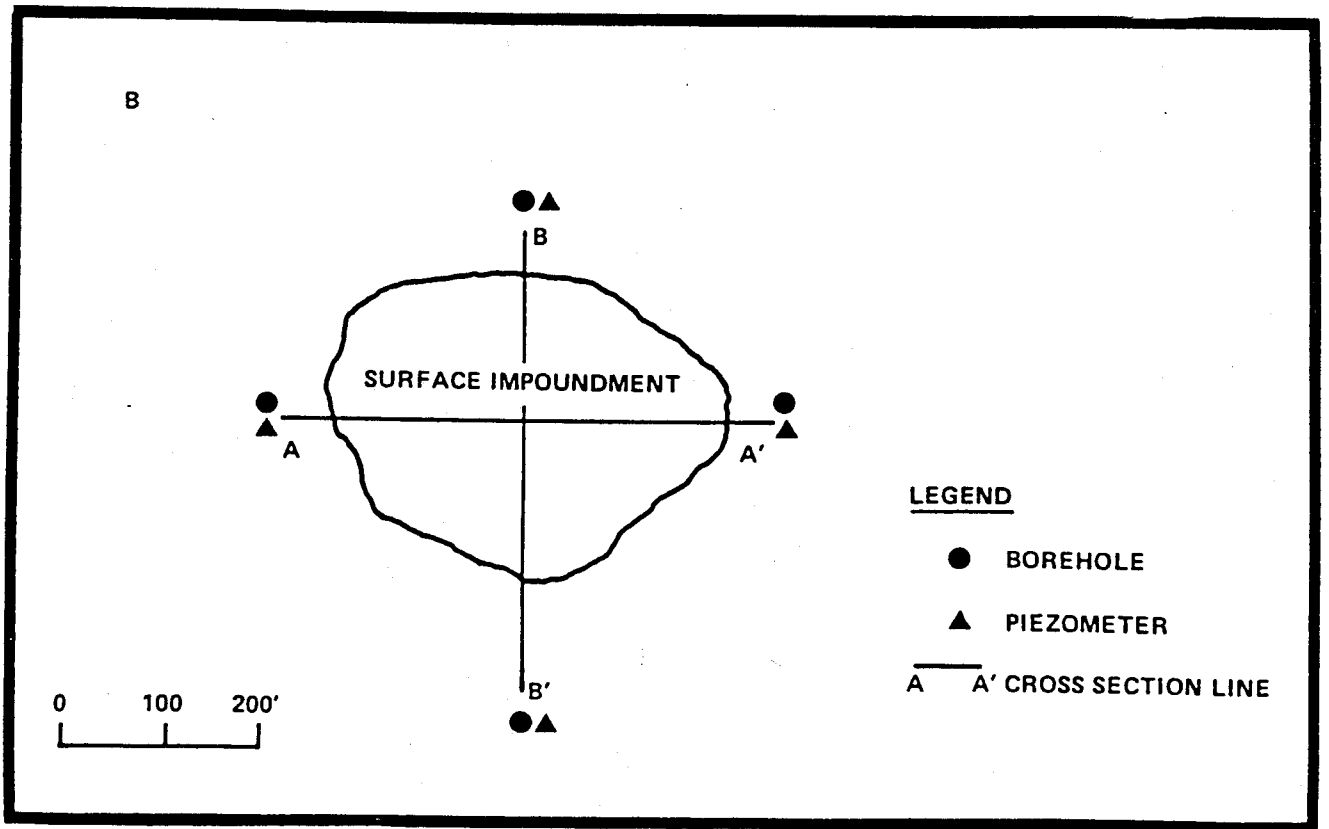 B
B
SURFACE IMPOUNDMENT
A
A′
LEGEND
BOREHOLE
PIEZOMETER
A A′ CROSS SECTION LINE
B′
0 100 200′